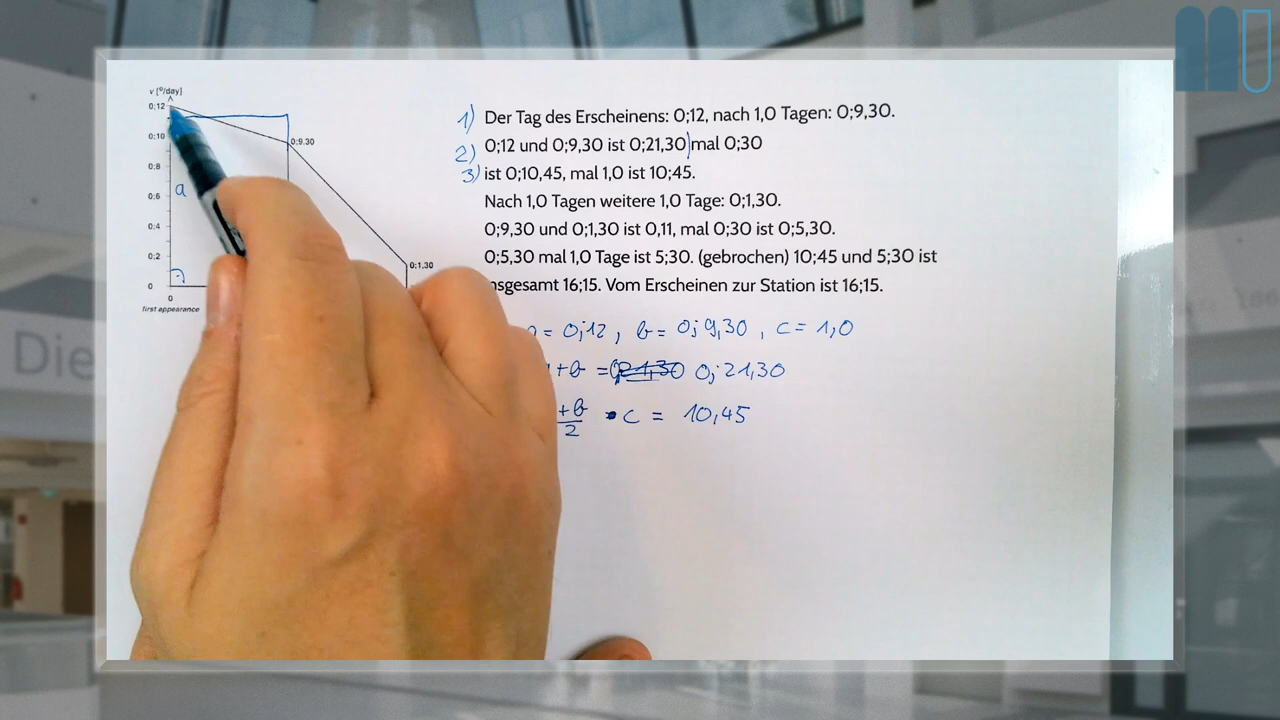 v [°/day]
0;12
0;10
0;8
0;6
0;4
0;2
0
0
first appearance
0;9.30
0;1,30
a
1) Der Tag des Erscheinens: 0;12, nach 1,0 Tagen: 0;9,30.
2) 0;12 und 0;9,30 ist 0;21,30) mal 0;30
3) ist 0;10,45, mal 1,0 ist 10;45.
Nach 1,0 Tagen weitere 1,0 Tage: 0;1,30.
0;9,30 und 0;1,30 ist 0,11, mal 0;30 ist 0;5,30.
0;5,30 mal 1,0 Tage ist 5;30. (gebrochen) 10;45 und 5;30 ist
nsgesamt 16;15. Vom Erscheinen zur Station ist 16;15.
= 0;12, b = 0;9,30, c = 1,0
+b = 0;21,30
+b
2
• c = 10,45
Die